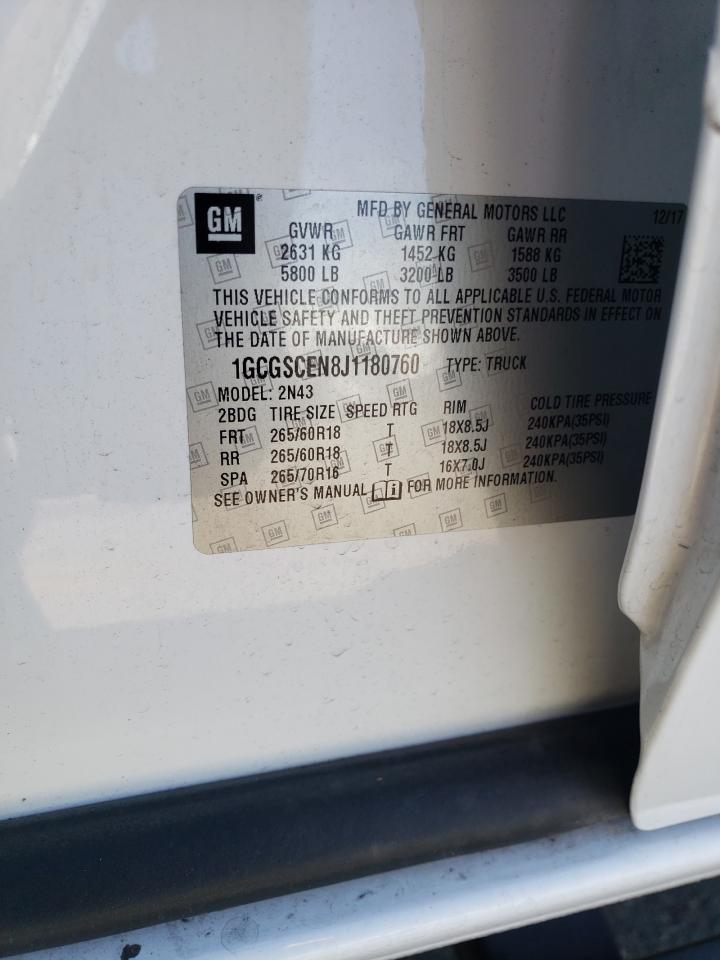 GM ®
MFD BY GENERAL MOTORS LLC 12/17
GVWR GAWR FRT GAWR RR
2631 KG 1452 KG 1588 KG
5800 LB 3200 LB 3500 LB
THIS VEHICLE CONFORMS TO ALL APPLICABLE U.S. FEDERAL MOTOR
VEHICLE SAFETY AND THEFT PREVENTION STANDARDS IN EFFECT ON
THE DATE OF MANUFACTURE SHOWN ABOVE.
1GCGSCEN8J1180760 TYPE: TRUCK
MODEL: 2N43
2BDG TIRE SIZE SPEED RTG RIM COLD TIRE PRESSURE
FRT 265/60R18 T 18X8.5J 240KPA(35PSI)
RR 265/60R18 T 18X8.5J 240KPA(35PSI)
SPA 265/70R16 T 16X7.0J 240KPA(35PSI)
SEE OWNER'S MANUAL FOR MORE INFORMATION.